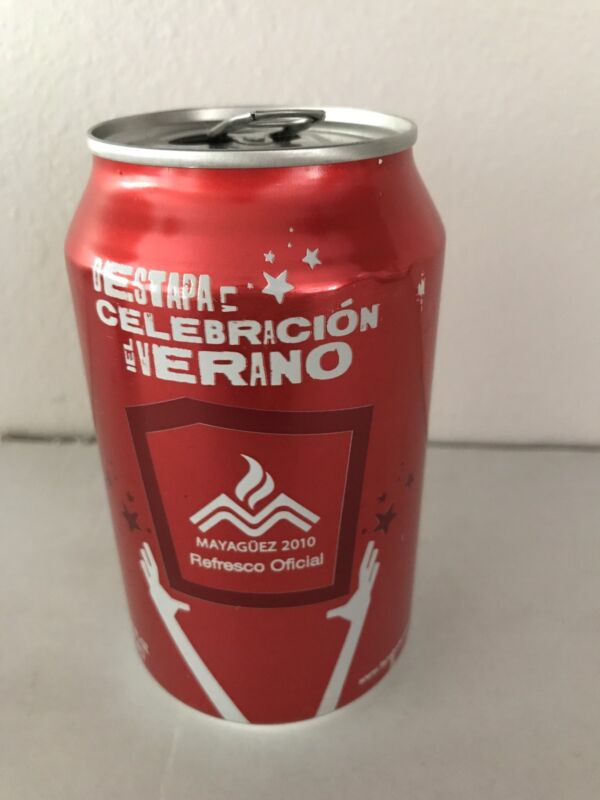 DESTAPA LA
CELEBRACIÓN
DEL VERANO
MAYAGÜEZ 2010
Refresco Oficial